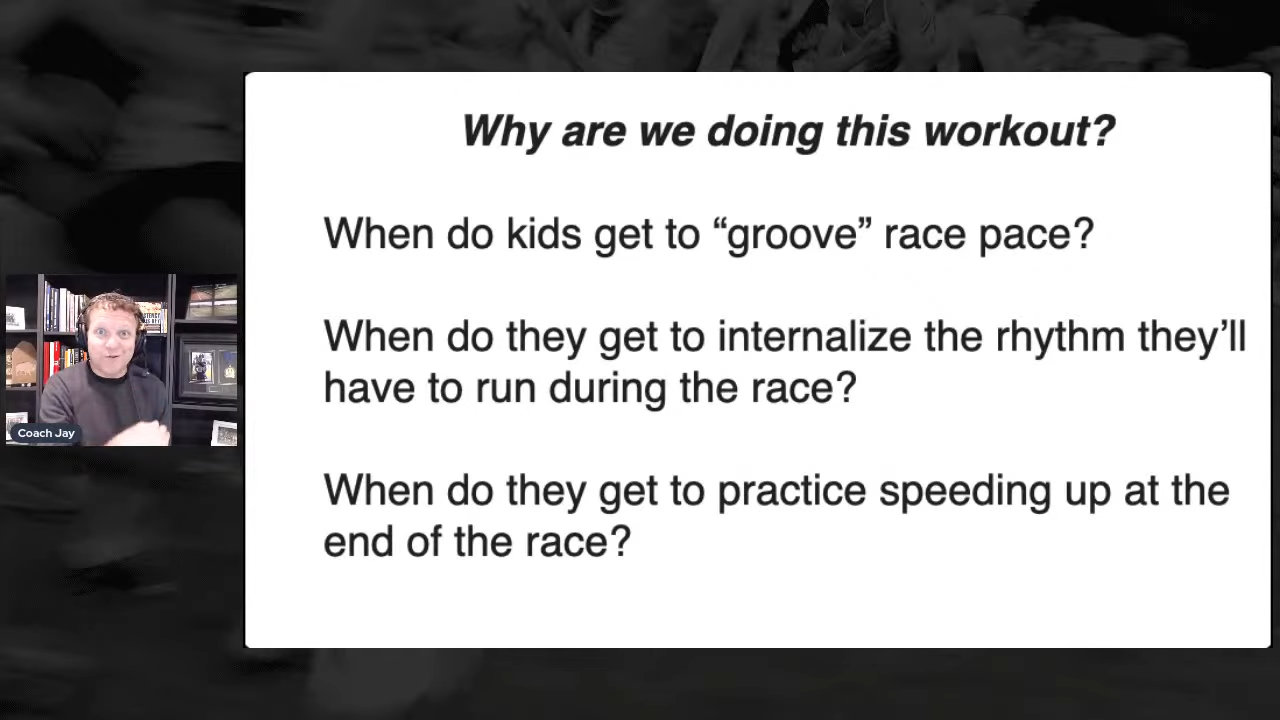 Why are we doing this workout?
When do kids get to “groove” race pace?
When do they get to internalize the rhythm they’ll
have to run during the race?
When do they get to practice speeding up at the
end of the race?
Coach Jay